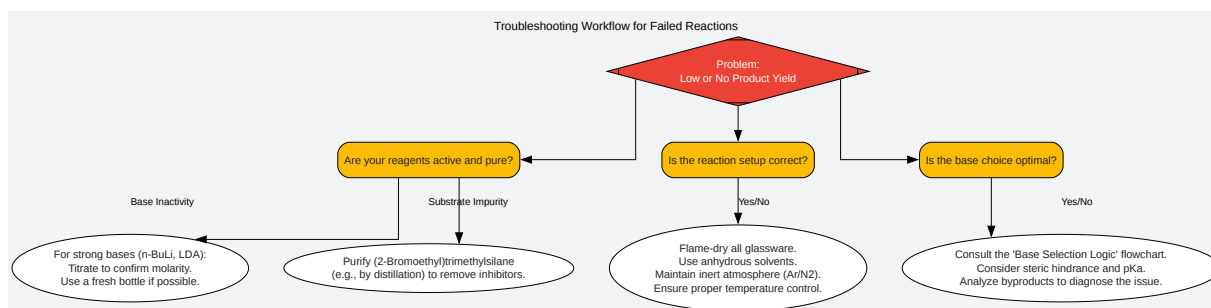 Troubleshooting Workflow for Failed Reactions
Problem:
Low or No Product Yield
Are your reagents active and pure?
Is the reaction setup correct?
Is the base choice optimal?
Base Inactivity
Substrate Impurity
Yes/No
Yes/No
For strong bases (n-BuLi, LDA):
Titrate to confirm molarity.
Use a fresh bottle if possible.
Purify (2-Bromoethyl)trimethylsilane
(e.g., by distillation) to remove inhibitors.
Flame-dry all glassware.
Use anhydrous solvents.
Maintain inert atmosphere (Ar/N2).
Ensure proper temperature control.
Consult the 'Base Selection Logic' flowchart.
Consider steric hindrance and pKa.
Analyze byproducts to diagnose the issue.